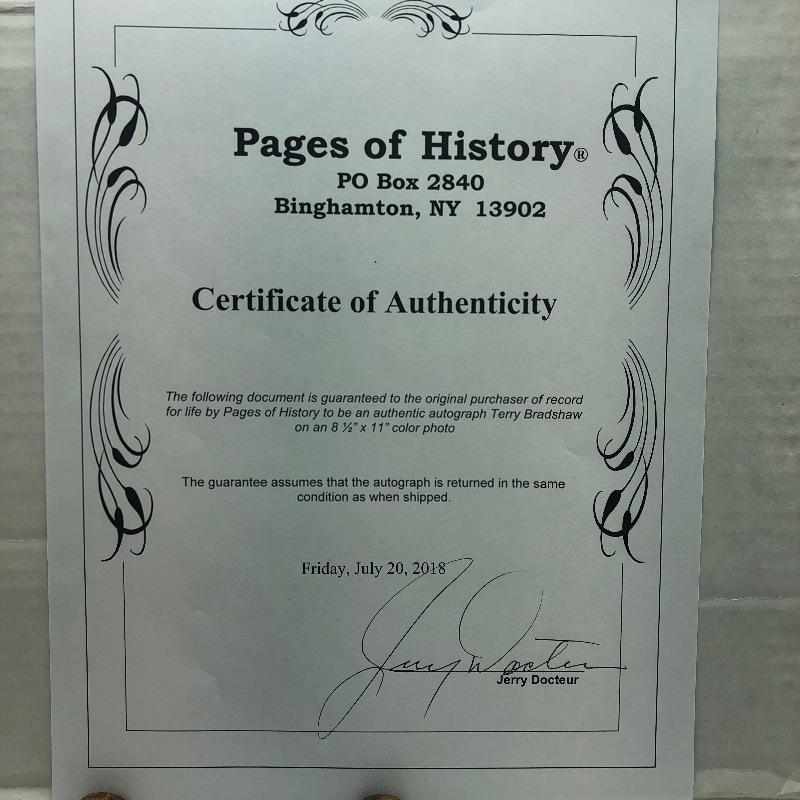 Pages of History®
PO Box 2840
Binghamton, NY 13902
Certificate of Authenticity
The following document is guaranteed to the original purchaser of record
for life by Pages of History to be an authentic autograph Terry Bradshaw
on an 8 ½" x 11" color photo
The guarantee assumes that the autograph is returned in the same
condition as when shipped.
Friday, July 20, 2018
Jerry Docteur
Jerry Docteur